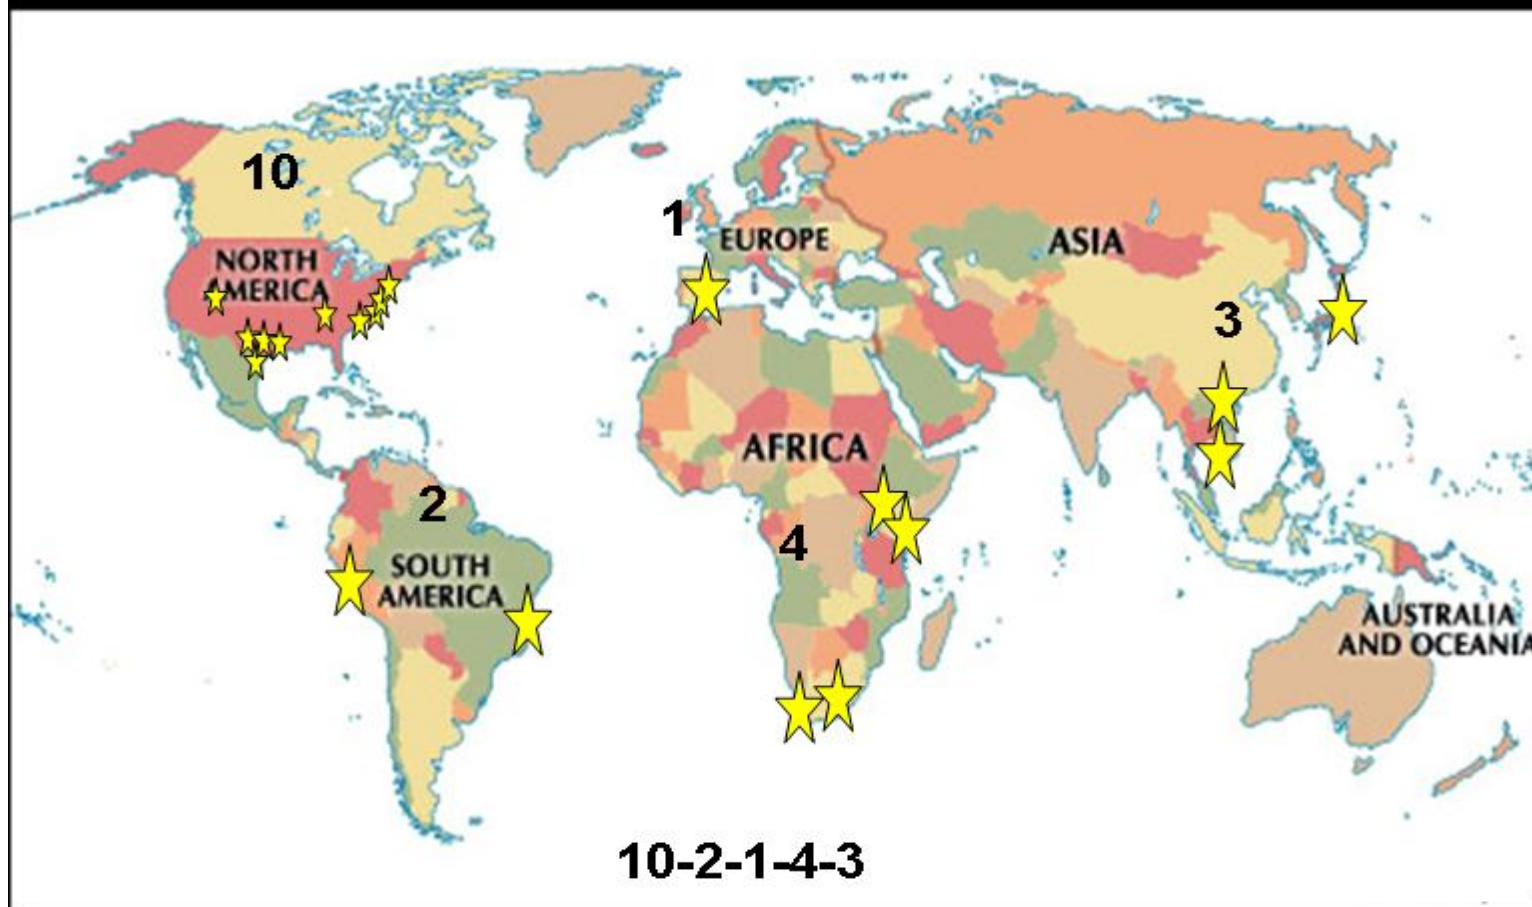 10
1
EUROPE
ASIA
NORTH
AMERICA
3
AFRICA
2
4
SOUTH
AMERICA
AUSTRALIA
AND OCEANIA
10-2-1-4-3